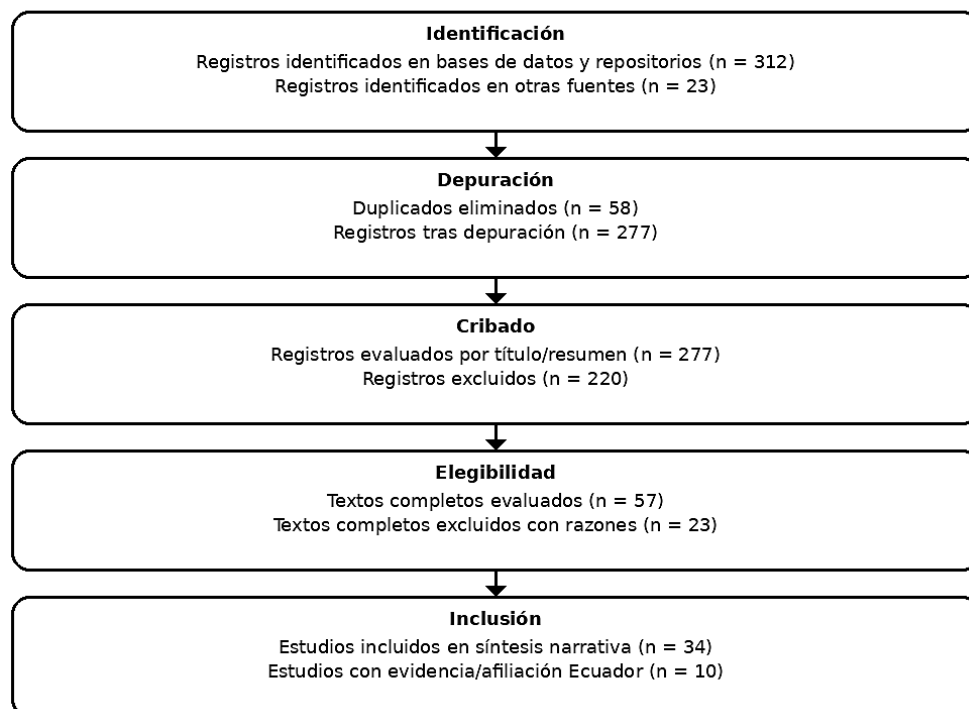 Identificación
Registros identificados en bases de datos y repositorios (n = 312)
Registros identificados en otras fuentes (n = 23)
Depuración
Duplicados eliminados (n = 58)
Registros tras depuración (n = 277)
Cribado
Registros evaluados por título/resumen (n = 277)
Registros excluidos (n = 220)
Elegibilidad
Textos completos evaluados (n = 57)
Textos completos excluidos con razones (n = 23)
Inclusión
Estudios incluidos en síntesis narrativa (n = 34)
Estudios con evidencia/afiliación Ecuador (n = 10)